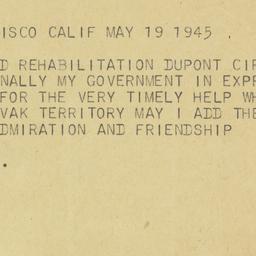 ISCO CALIF MAY 19 1945 .
D REHABILITATION DUPONT CIR
NALLY MY GOVERNMENT IN EXPR
FOR THE VERY TIMELY HELP WH
VAK TERRITORY MAY I ADD THE
DMIRATION AND FRIENDSHIP